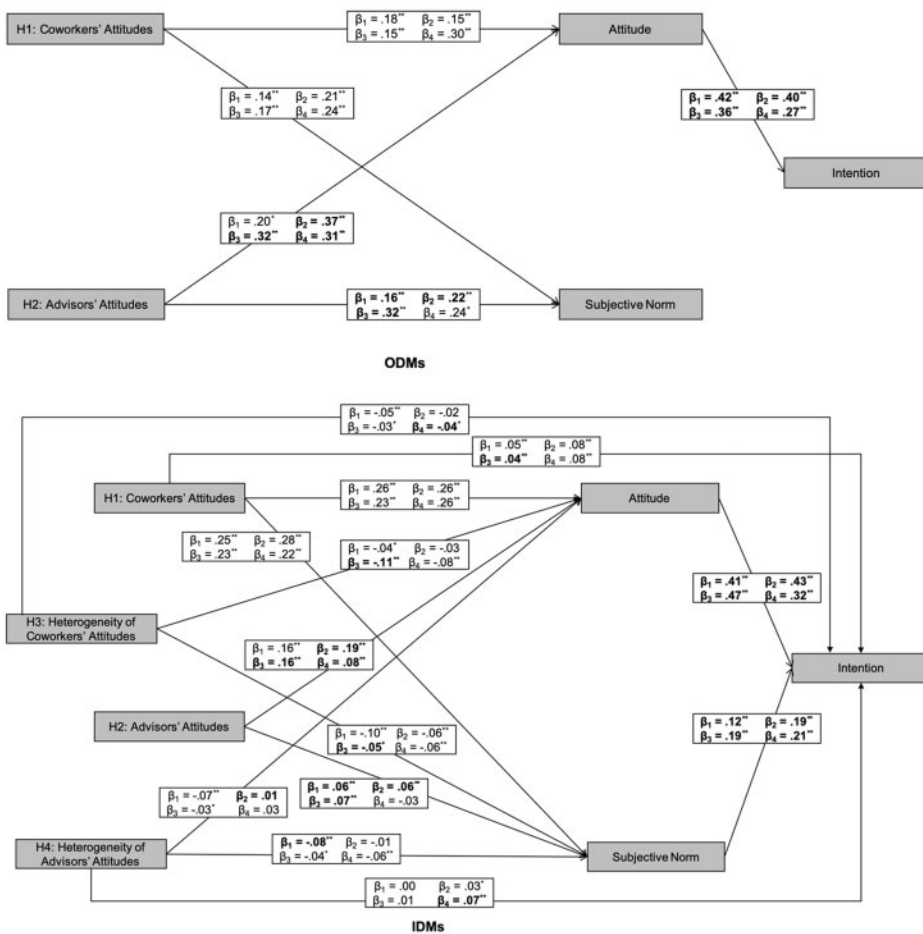 H1: Coworkers' Attitudes
β₁ = .18** β₂ = .15**
β₃ = .15** β₄ = .30**
Attitude
β₁ = .14** β₂ = .21**
β₃ = .17** β₄ = .24**
β₁ = .42** β₂ = .40**
β₃ = .36** β₄ = .27**
Intention
β₁ = .20* β₂ = .37**
β₃ = .32** β₄ = .31**
H2: Advisors' Attitudes
β₁ = .16** β₂ = .22**
β₃ = .32** β₄ = .24*
Subjective Norm
ODMs
β₁ = -.05** β₂ = -.02
β₃ = -.03* β₄ = -.04*
β₁ = .05** β₂ = .08**
β₃ = .04** β₄ = .08**
H1: Coworkers' Attitudes
β₁ = .26** β₂ = .26**
β₃ = .23** β₄ = .26**
Attitude
β₁ = .25** β₂ = .28**
β₃ = .23** β₄ = .22**
β₁ = -.04* β₂ = -.03
β₃ = -.11** β₄ = -.08**
β₁ = .41** β₂ = .43**
β₃ = .47** β₄ = .32**
H3: Heterogeneity of
Coworkers' Attitudes
β₁ = .16** β₂ = .19**
β₃ = .16** β₄ = .08**
Intention
H2: Advisors' Attitudes
β₁ = -.10** β₂ = -.06**
β₃ = -.05* β₄ = -.06**
β₁ = .12** β₂ = .19**
β₃ = .19** β₄ = .21**
β₁ = -.07** β₂ = .01
β₃ = -.03* β₄ = .03
β₁ = .06** β₂ = .06**
β₃ = .07** β₄ = -.03
H4: Heterogeneity of
Advisors' Attitudes
β₁ = -.08** β₂ = -.01
β₃ = -.04* β₄ = -.06**
Subjective Norm
β₁ = .00 β₂ = .03*
β₃ = .01 β₄ = .07**
IDMs